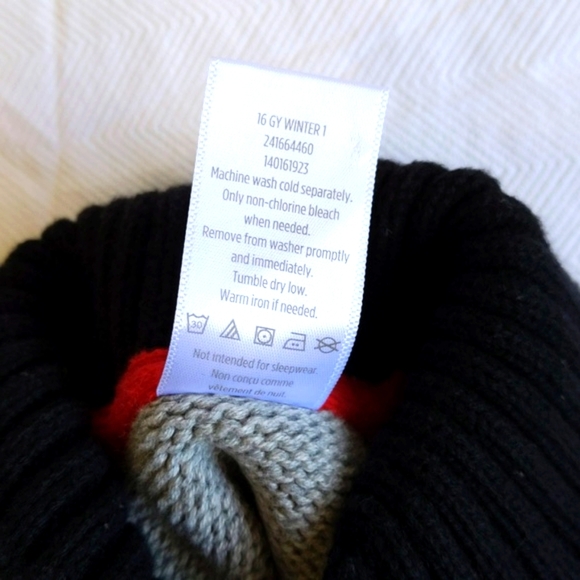 16 GY WINTER 1
241664460
140161923
Machine wash cold separately.
Only non-chlorine bleach
when needed.
Remove from washer promptly
and immediately.
Tumble dry low.
Warm iron if needed.
30
Not intended for sleepwear.
Non conçu comme
vêtement de nuit.